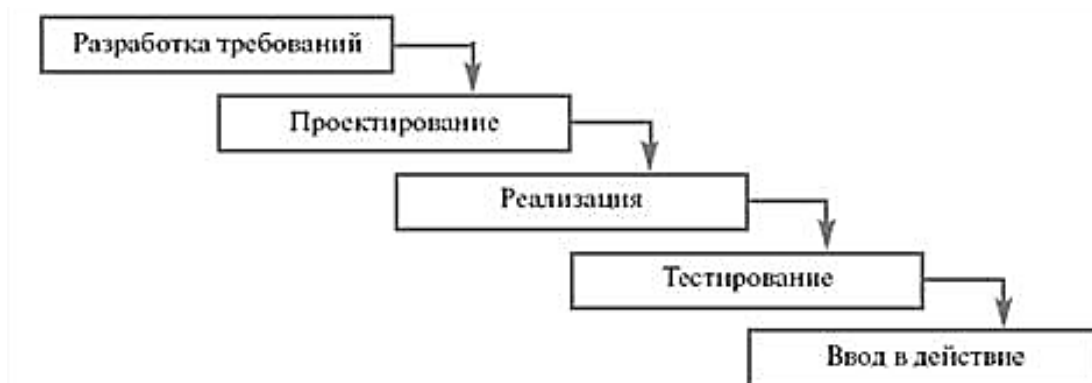 Разработка требований
Проектирование
Реализация
Тестирование
Ввод в действие